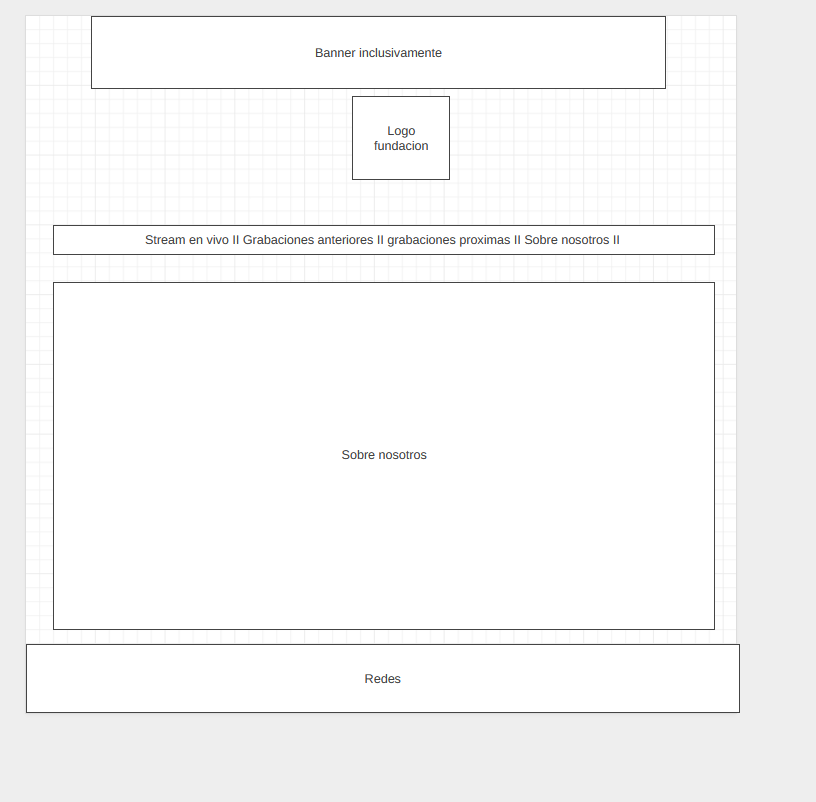 Banner inclusivamente
Logo
fundacion
Stream en vivo II Grabaciones anteriores II grabaciones proximas II Sobre nosotros II
Sobre nosotros
Redes